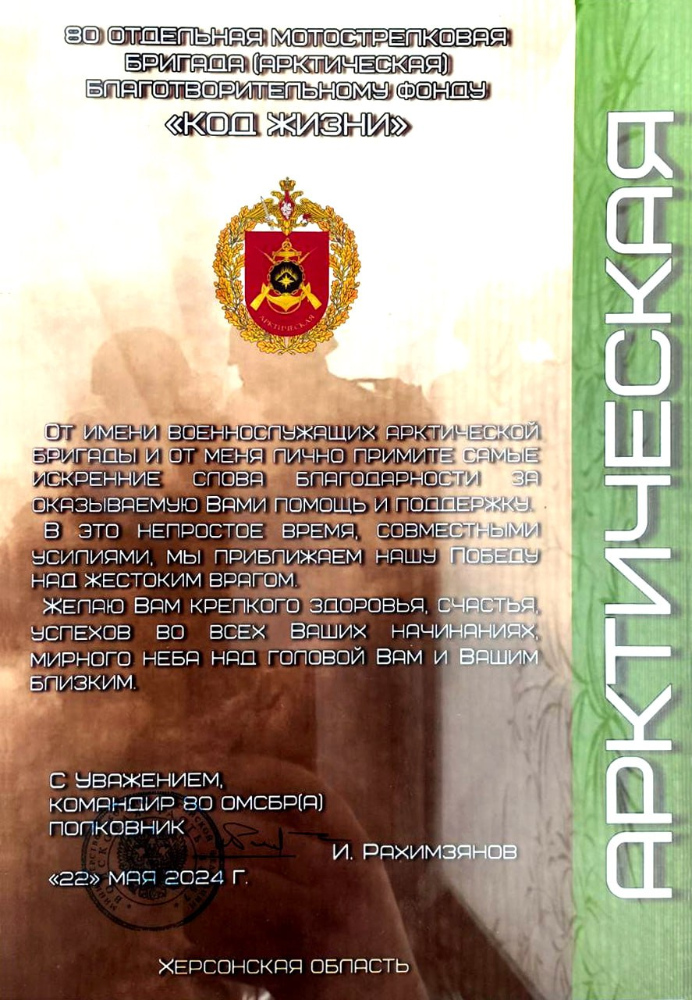 80 ОТДЕЛЬНАЯ МОТОСТРЕЛКОВАЯ
БРИГАДА (АРКТИЧЕСКАЯ)
БЛАГОТВОРИТЕЛЬНОМУ ФОНДУ
«КОД ЖИЗНИ»
АРКТИЧЕСКАЯ
ОТ ИМЕНИ ВОЕННОСЛУЖАЩИХ АРКТИЧЕСКОЙ
БРИГАДЫ И ОТ МЕНЯ ЛИЧНО ПРИМИТЕ САМЫЕ
ИСКРЕННИЕ СЛОВА БЛАГОДАРНОСТИ ЗА
ОКАЗЫВАЕМУЮ ВАМИ ПОМОЩЬ И ПОДДЕРЖКУ.
В ЭТО НЕПРОСТОЕ ВРЕМЯ, СОВМЕСТНЫМИ
УСИЛИЯМИ, МЫ ПРИБЛИЖАЕМ НАШУ ПОБЕДУ
НАД ЖЕСТОКИМ ВРАГОМ.
ЖЕЛАЮ ВАМ КРЕПКОГО ЗДОРОВЬЯ, СЧАСТЬЯ,
УСПЕХОВ ВО ВСЕХ ВАШИХ НАЧИНАНИЯХ,
МИРНОГО НЕБА НАД ГОЛОВОЙ ВАМ И ВАШИМ
БЛИЗКИМ.
С УВАЖЕНИЕМ,
КОМАНДИР 80 ОМСБР(А)
ПОЛКОВНИК
И. РАХИМЗЯНОВ
«22» МАЯ 2024 Г.
ХЕРСОНСКАЯ ОБЛАСТЬ
АРКТИЧЕСКАЯ